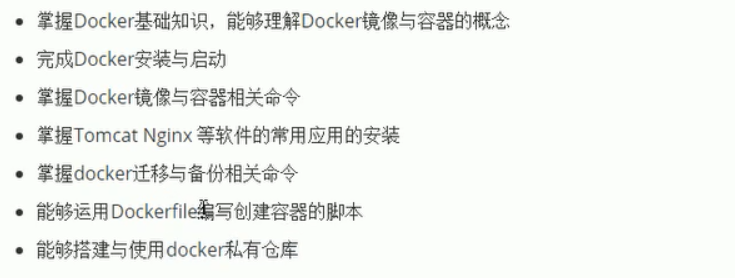 掌握Docker基础知识，能够理解Docker镜像与容器的概念
完成Docker安装与启动
掌握Docker镜像与容器相关命令
掌握Tomcat Nginx 等软件的常用应用的安装
掌握docker迁移与备份相关命令
能够运用Dockerfile编写创建容器的脚本
能够搭建与使用docker私有仓库